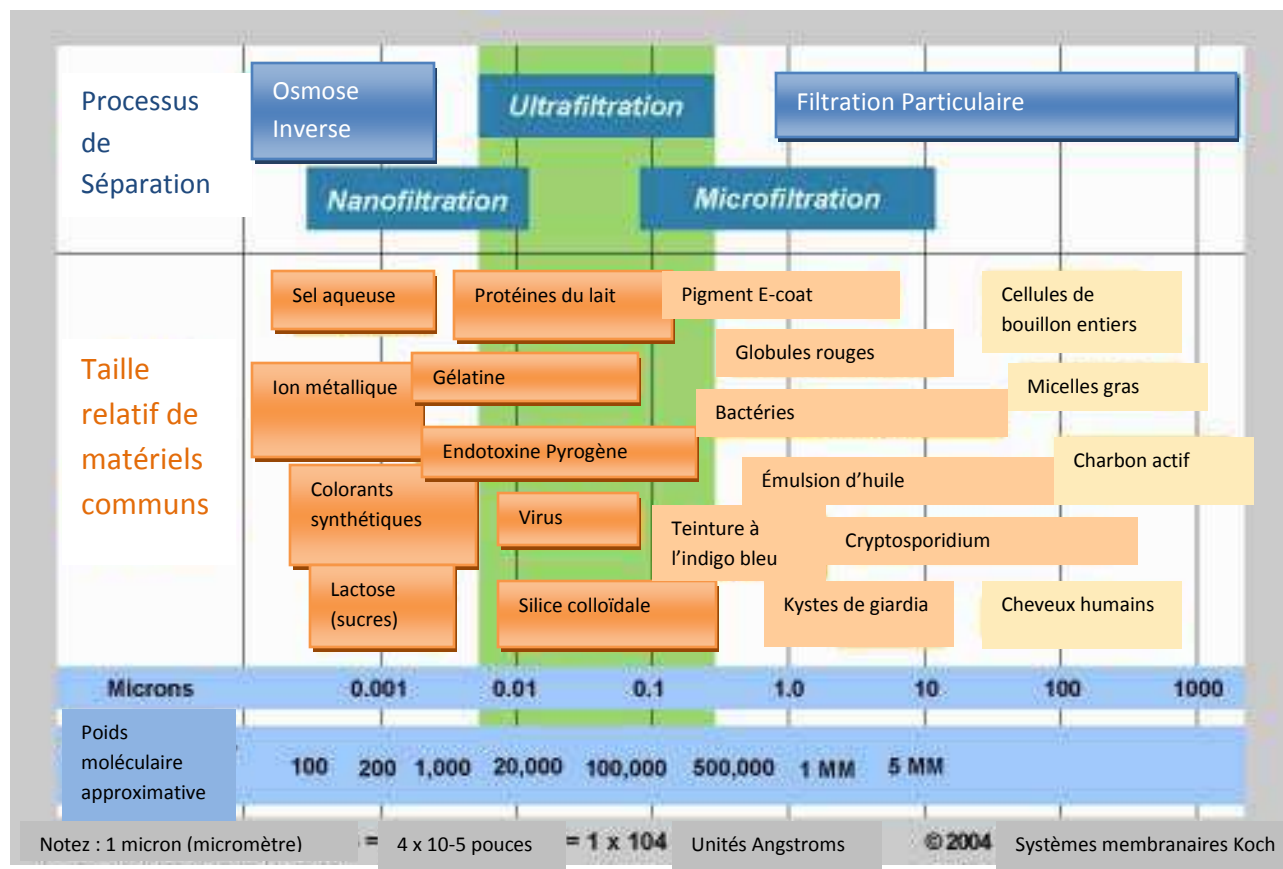 Processus
de
Séparation
Osmose
Inverse
Ultrafiltration
Filtration Particulaire
Nanofiltration
Microfiltration
Taille
relatif de
matériels
communs
Sel aqueuse
Protéines du lait
Pigment E-coat
Cellules de
bouillon entiers
Globules rouges
Ion métallique
Gélatine
Micelles gras
Bactéries
Endotoxine Pyrogène
Charbon actif
Émulsion d’huile
Colorants
synthétiques
Virus
Teinture à
l’indigo bleu
Cryptosporidium
Lactose
(sucres)
Silice colloïdale
Kystes de giardia
Cheveux humains
Microns 0.001 0.01 0.1 1.0 10 100 1000
Poids
moléculaire
approximative
100 200 1,000 20,000 100,000 500,000 1 MM 5 MM
Notez : 1 micron (micromètre) = 4 x 10-5 pouces = 1 x 104 Unités Angstroms © 2004 Systèmes membranaires Koch